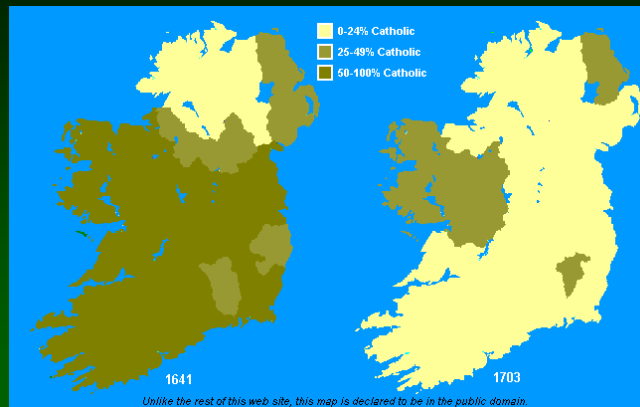 0-24% Catholic
25-49% Catholic
50-100% Catholic
1641
1703
Unlike the rest of this web site, this map is declared to be in the public domain.